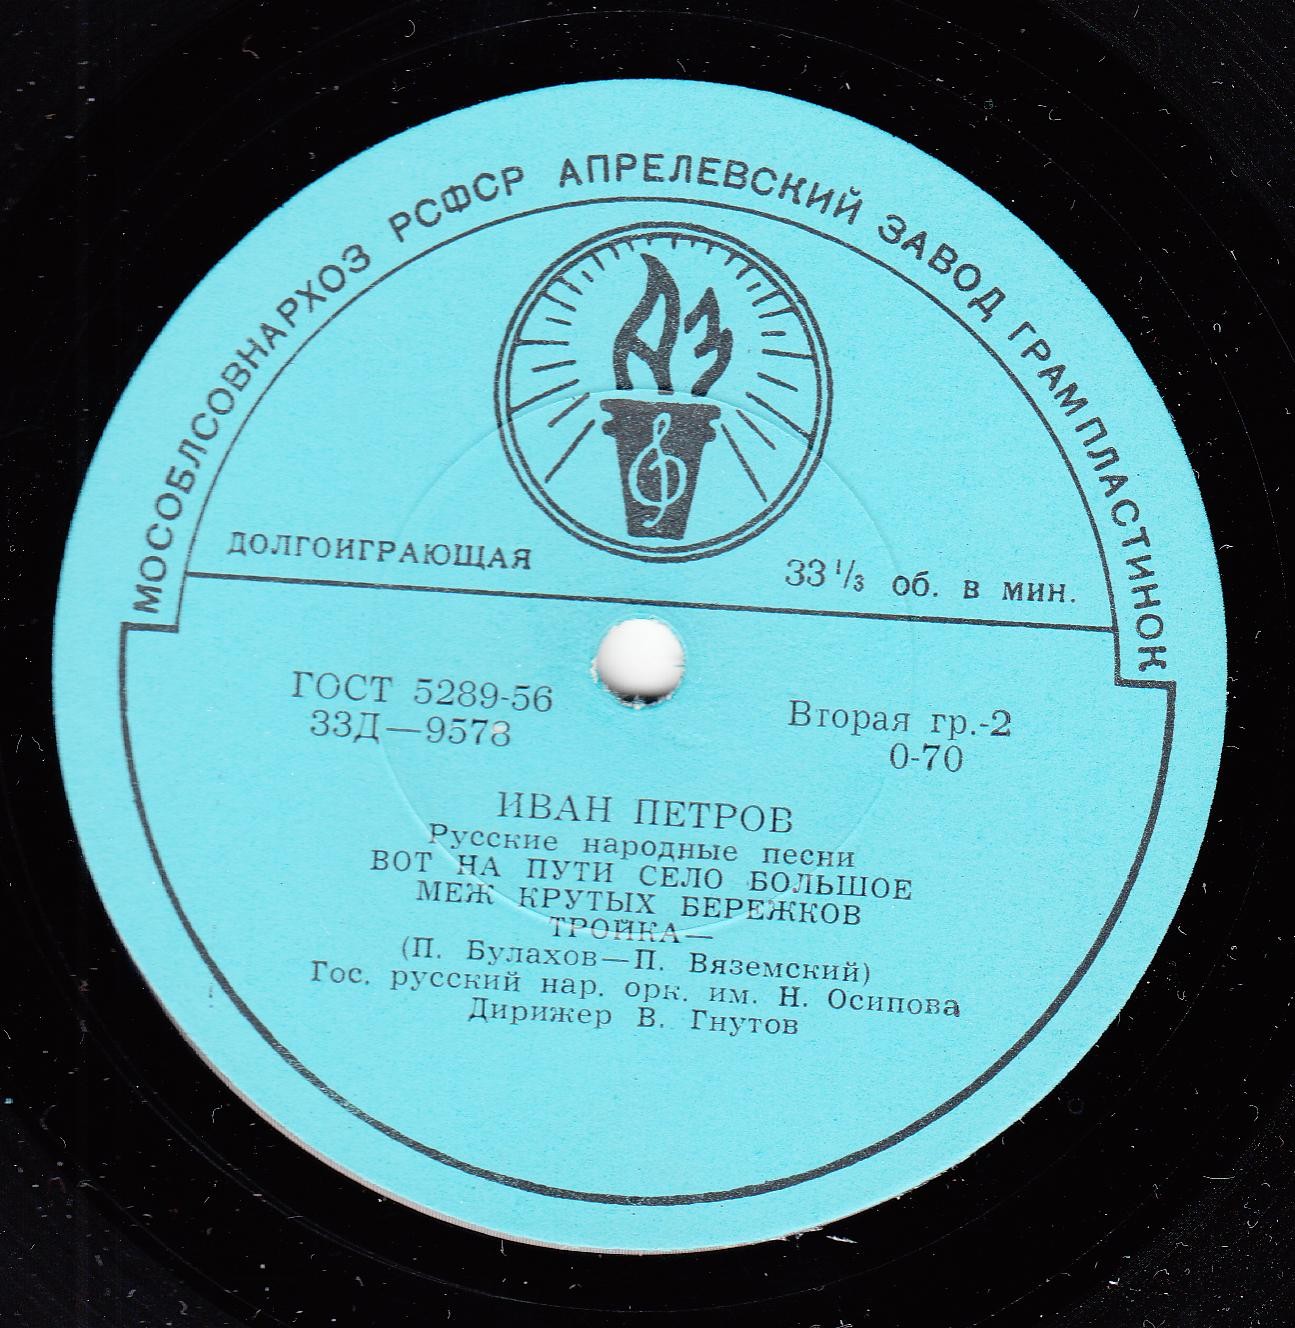 МОСОБЛСОВНАРХОЗ РСФСР АПРЕЛЕВСКИЙ ЗАВОД ГРАМПЛАСТИНОК
АЗ
ДОЛГОИГРАЮЩАЯ
33 1/3 об. в мин.
ГОСТ 5289-56
33Д—9578
Вторая гр.-2
0-70
ИВАН ПЕТРОВ
Русские народные песни
ВОТ НА ПУТИ СЕЛО БОЛЬШОЕ
МЕЖ КРУТЫХ БЕРЕЖКОВ
ТРОЙКА—
(П. Булахов—П. Вяземский)
Гос. русский нар. орк. им. Н. Осипова
Дирижер В. Гнутов